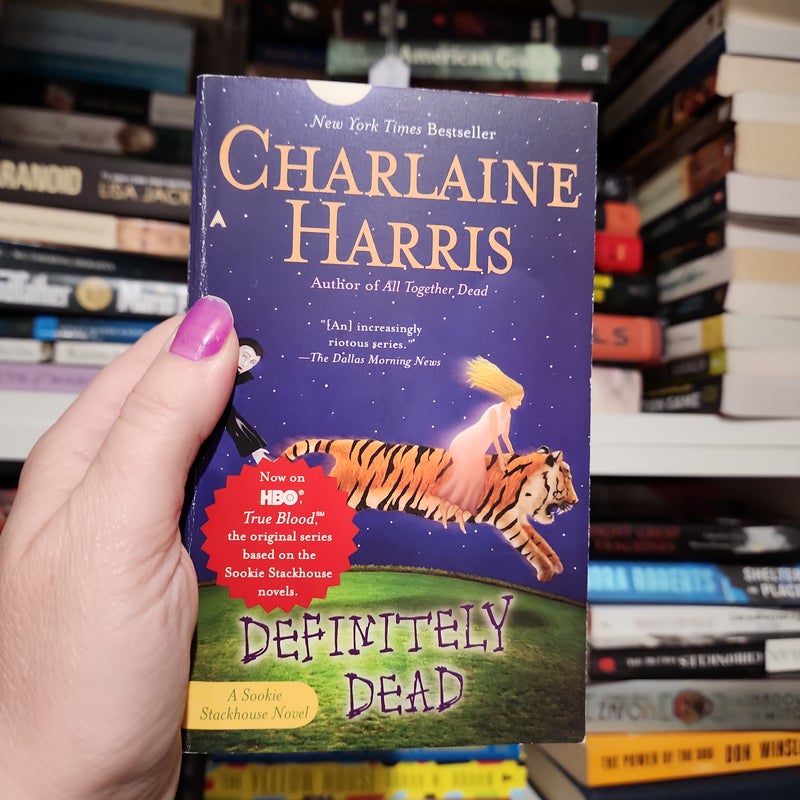 New York Times Bestseller
CHARLAINE
HARRIS
Author of All Together Dead
"[An] increasingly
riotous series."
—The Dallas Morning News
Now on
HBO®,
True Blood,℠
the original series
based on the
Sookie Stackhouse
novels.
DEFINITELY
DEAD
A Sookie
Stackhouse Novel
American
LISA JACK
ORA ROBERTS
THE POWER OF THE DOG DON WINSL